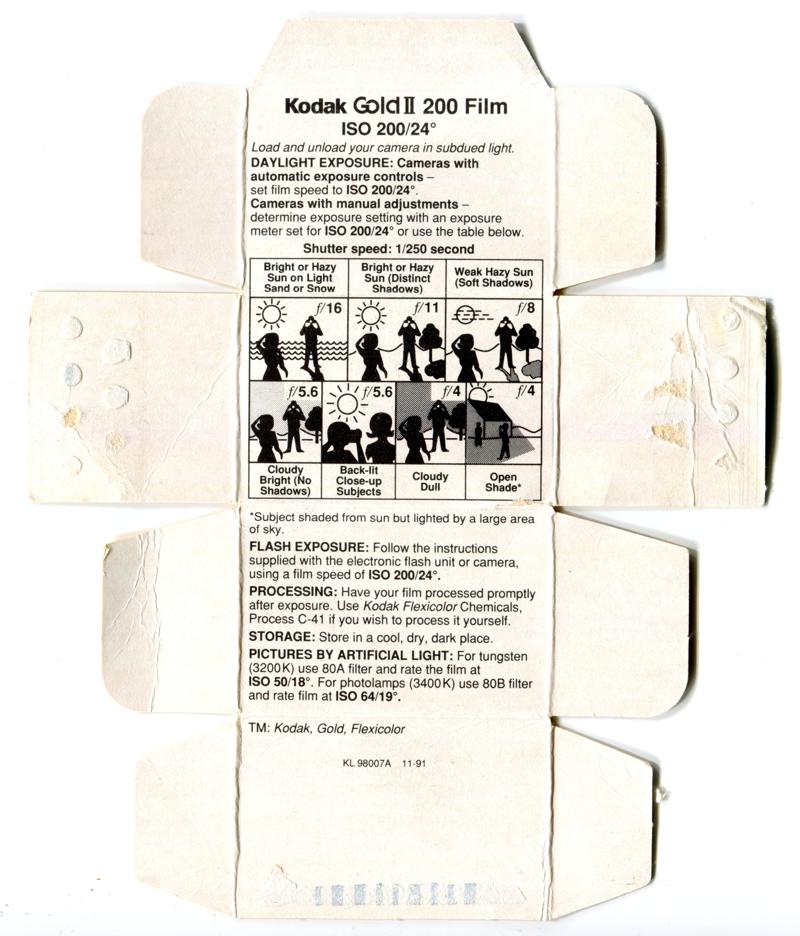 Kodak Gold II 200 Film
ISO 200/24°
Load and unload your camera in subdued light.
DAYLIGHT EXPOSURE: Cameras with
automatic exposure controls –
set film speed to ISO 200/24°.
Cameras with manual adjustments –
determine exposure setting with an exposure
meter set for ISO 200/24° or use the table below.
Shutter speed: 1/250 second
Bright or Hazy
Sun on Light
Sand or Snow
Bright or Hazy
Sun (Distinct
Shadows)
Weak Hazy Sun
(Soft Shadows)
f/16
f/11
f/8
f/5.6
f/5.6
f/4
f/4
Cloudy
Bright (No
Shadows)
Back-lit
Close-up
Subjects
Cloudy
Dull
Open
Shade*
*Subject shaded from sun but lighted by a large area
of sky.
FLASH EXPOSURE: Follow the instructions
supplied with the electronic flash unit or camera,
using a film speed of ISO 200/24°.
PROCESSING: Have your film processed promptly
after exposure. Use Kodak Flexicolor Chemicals,
Process C-41 if you wish to process it yourself.
STORAGE: Store in a cool, dry, dark place.
PICTURES BY ARTIFICIAL LIGHT: For tungsten
(3200K) use 80A filter and rate the film at
ISO 50/18°. For photolamps (3400K) use 80B filter
and rate film at ISO 64/19°.
TM: Kodak, Gold, Flexicolor
KL 98007A 11-91